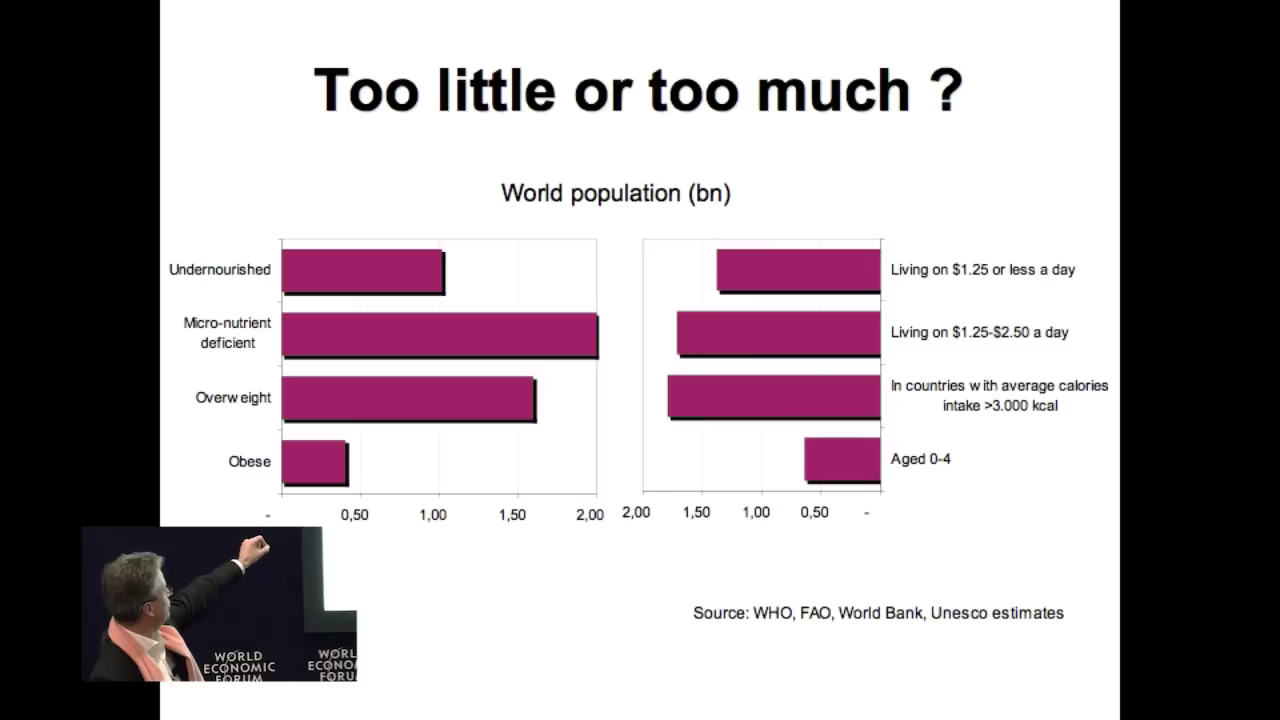 Too little or too much ?
World population (bn)
Undernourished
Micro-nutrient
deficient
Overweight
Obese
- 0,50 1,00 1,50 2,00
Living on $1.25 or less a day
Living on $1.25-$2.50 a day
In countries with average calories
intake >3.000 kcal
Aged 0-4
2,00 1,50 1,00 0,50 -
Source: WHO, FAO, World Bank, Unesco estimates
WORLD
ECONOMIC
FORUM
WORL
ECONO
FORUM